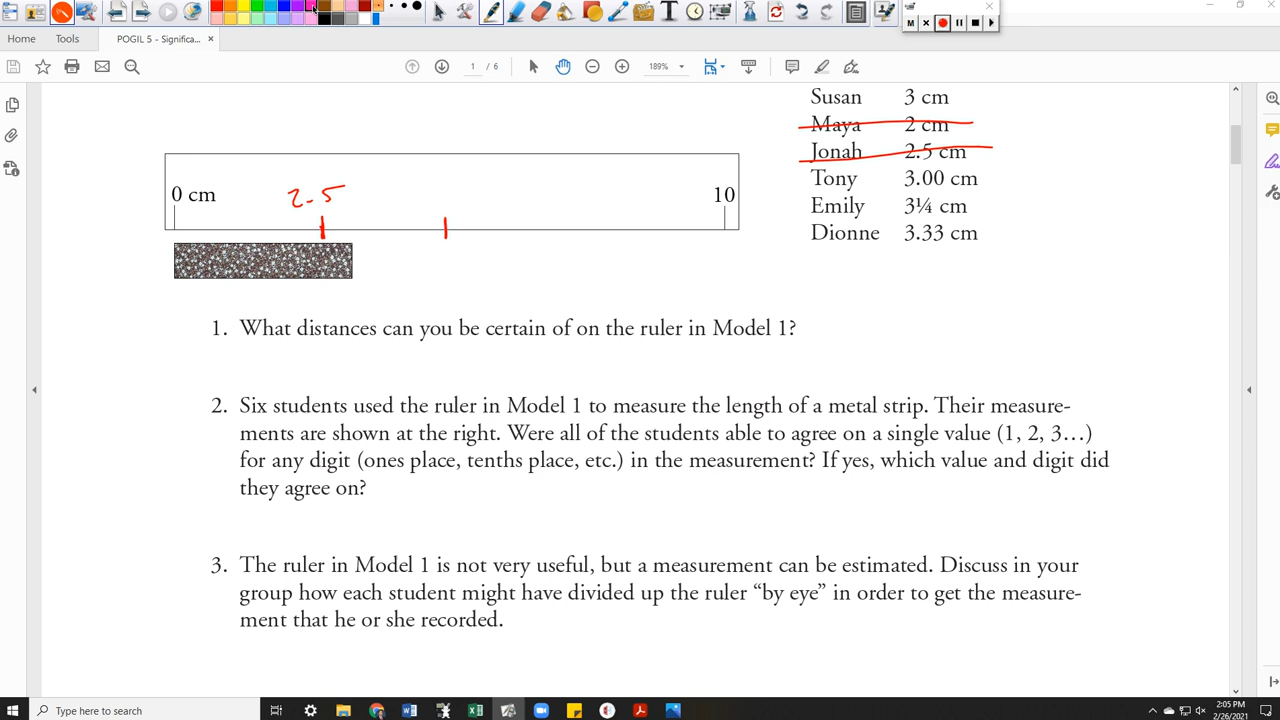 M
Home
Tools
POGIL 5 - Significa...
1 / 6
189%
Susan 3 cm
Maya 2 cm
Jonah 2.5 cm
Tony 3.00 cm
Emily 3¼ cm
Dionne 3.33 cm
0 cm
2.5
10
1. What distances can you be certain of on the ruler in Model 1?
2. Six students used the ruler in Model 1 to measure the length of a metal strip. Their measure-
ments are shown at the right. Were all of the students able to agree on a single value (1, 2, 3…)
for any digit (ones place, tenths place, etc.) in the measurement? If yes, which value and digit did
they agree on?
3. The ruler in Model 1 is not very useful, but a measurement can be estimated. Discuss in your
group how each student might have divided up the ruler “by eye” in order to get the measure-
ment that he or she recorded.
Type here to search
2:05 PM
2/26/2021